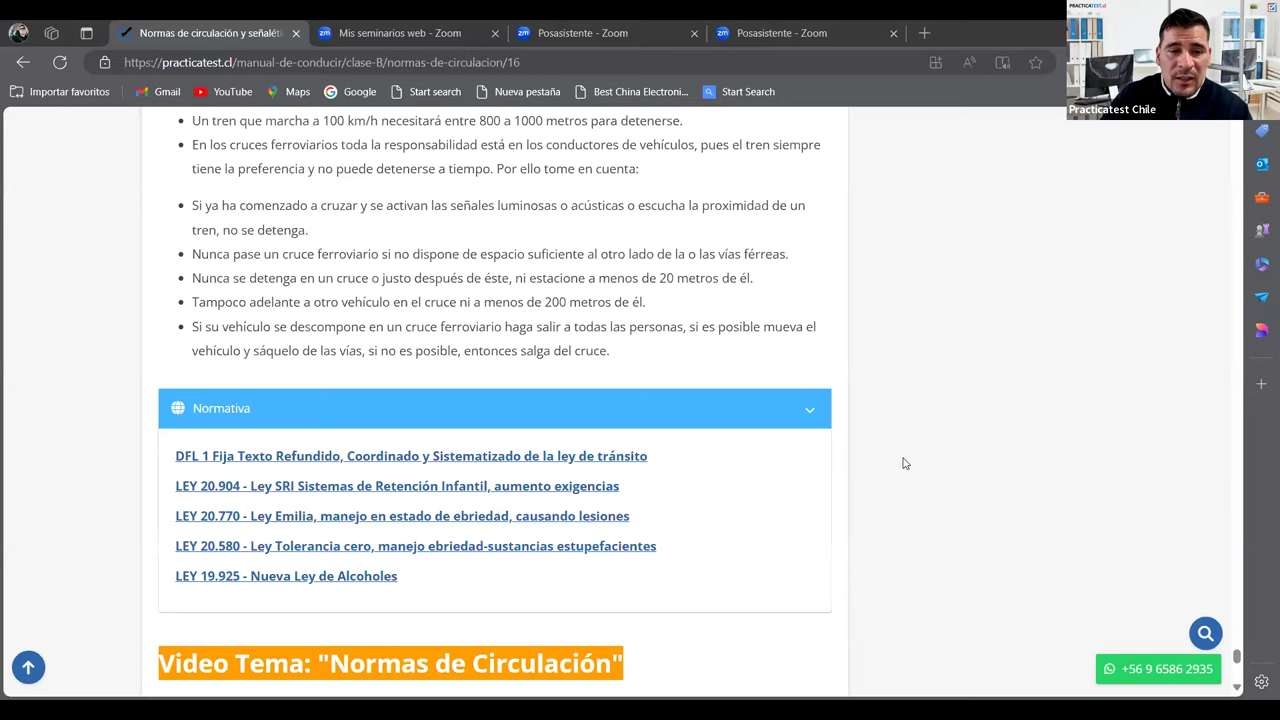 Normas de circulación y señaléti
Mis seminarios web - Zoom
Posasistente - Zoom
Posasistente - Zoom
PRACTICATEST.cl
https://practicatest.cl/manual-de-conducir/clase-B/normas-de-circulacion/16
Importar favoritos
Gmail
YouTube
Maps
Google
Start search
Nueva pestaña
Best China Electroni...
Start Search
Practicatest Chile
Un tren que marcha a 100 km/h necesitará entre 800 a 1000 metros para detenerse.
En los cruces ferroviarios toda la responsabilidad está en los conductores de vehículos, pues el tren siempre
tiene la preferencia y no puede detenerse a tiempo. Por ello tome en cuenta:
Si ya ha comenzado a cruzar y se activan las señales luminosas o acústicas o escucha la proximidad de un
tren, no se detenga.
Nunca pase un cruce ferroviario si no dispone de espacio suficiente al otro lado de la o las vías férreas.
Nunca se detenga en un cruce o justo después de éste, ni estacione a menos de 20 metros de él.
Tampoco adelante a otro vehículo en el cruce ni a menos de 200 metros de él.
Si su vehículo se descompone en un cruce ferroviario haga salir a todas las personas, si es posible mueva el
vehículo y sáquelo de las vías, si no es posible, entonces salga del cruce.
Normativa
DFL 1 Fija Texto Refundido, Coordinado y Sistematizado de la ley de tránsito
LEY 20.904 - Ley SRI Sistemas de Retención Infantil, aumento exigencias
LEY 20.770 - Ley Emilia, manejo en estado de ebriedad, causando lesiones
LEY 20.580 - Ley Tolerancia cero, manejo ebriedad-sustancias estupefacientes
LEY 19.925 - Nueva Ley de Alcoholes
Video Tema: "Normas de Circulación"
+56 9 6586 2935